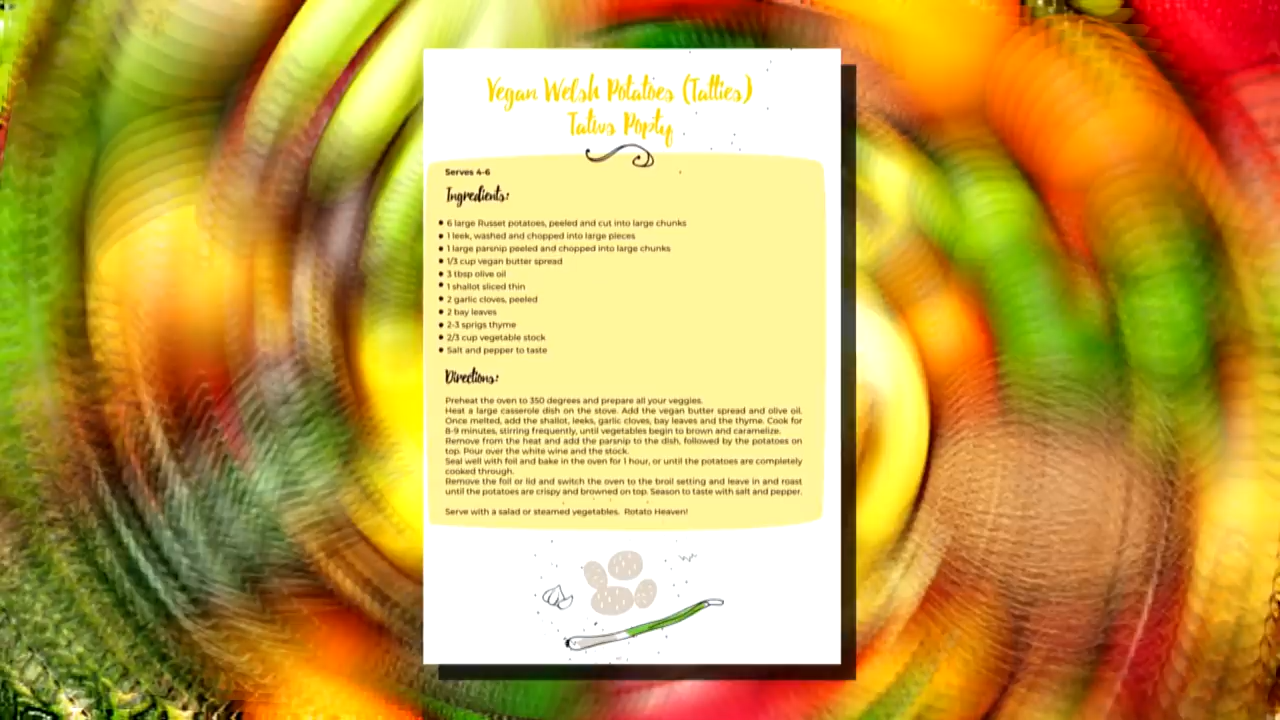 Vegan Welsh Potatoes (Tatties)
Tatws Popty
Serves 4-6
Ingredients:
• 6 large Russet potatoes, peeled and cut into large chunks
• 1 leek, washed and chopped into large pieces
• 1 large parsnip peeled and chopped into large chunks
• 1/3 cup vegan butter spread
• 3 tbsp olive oil
• 1 shallot sliced thin
• 2 garlic cloves, peeled
• 2 bay leaves
• 2-3 sprigs thyme
• 2/3 cup vegetable stock
• Salt and pepper to taste
Directions:
Preheat the oven to 350 degrees and prepare all your veggies.
Heat a large casserole dish on the stove. Add the vegan butter spread and olive oil.
Once melted, add the shallot, leeks, garlic cloves, bay leaves and the thyme. Cook for
8-9 minutes, stirring frequently, until vegetables begin to brown and caramelize.
Remove from the heat and add the parsnip to the dish, followed by the potatoes on
top. Pour over the white wine and the stock.
Seal well with foil and bake in the oven for 1 hour, or until the potatoes are completely
cooked through.
Remove the foil or lid and switch the oven to the broil setting and leave in and roast
until the potatoes are crispy and browned on top. Season to taste with salt and pepper.
Serve with a salad or steamed vegetables. Rotato Heaven!